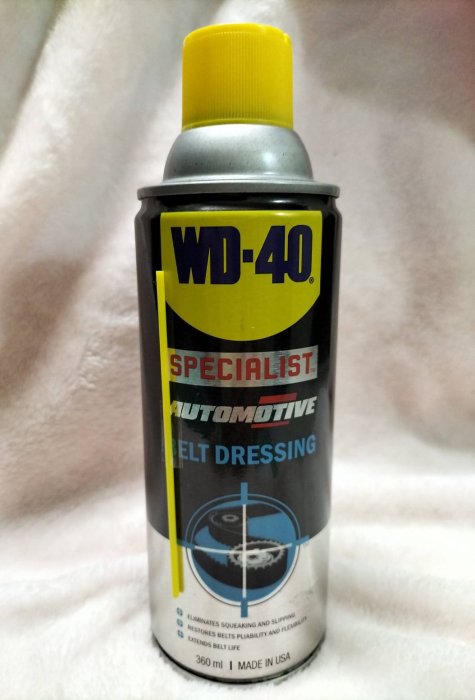 WD-40®
SPECIALIST
AUTOMOTIVE
BELT DRESSING
ELIMINATES SQUEAKING AND SLIPPING
RESTORES BELTS PLIABILITY AND FLEXIBILITY
EXTENDS BELT LIFE
360 ml | MADE IN USA